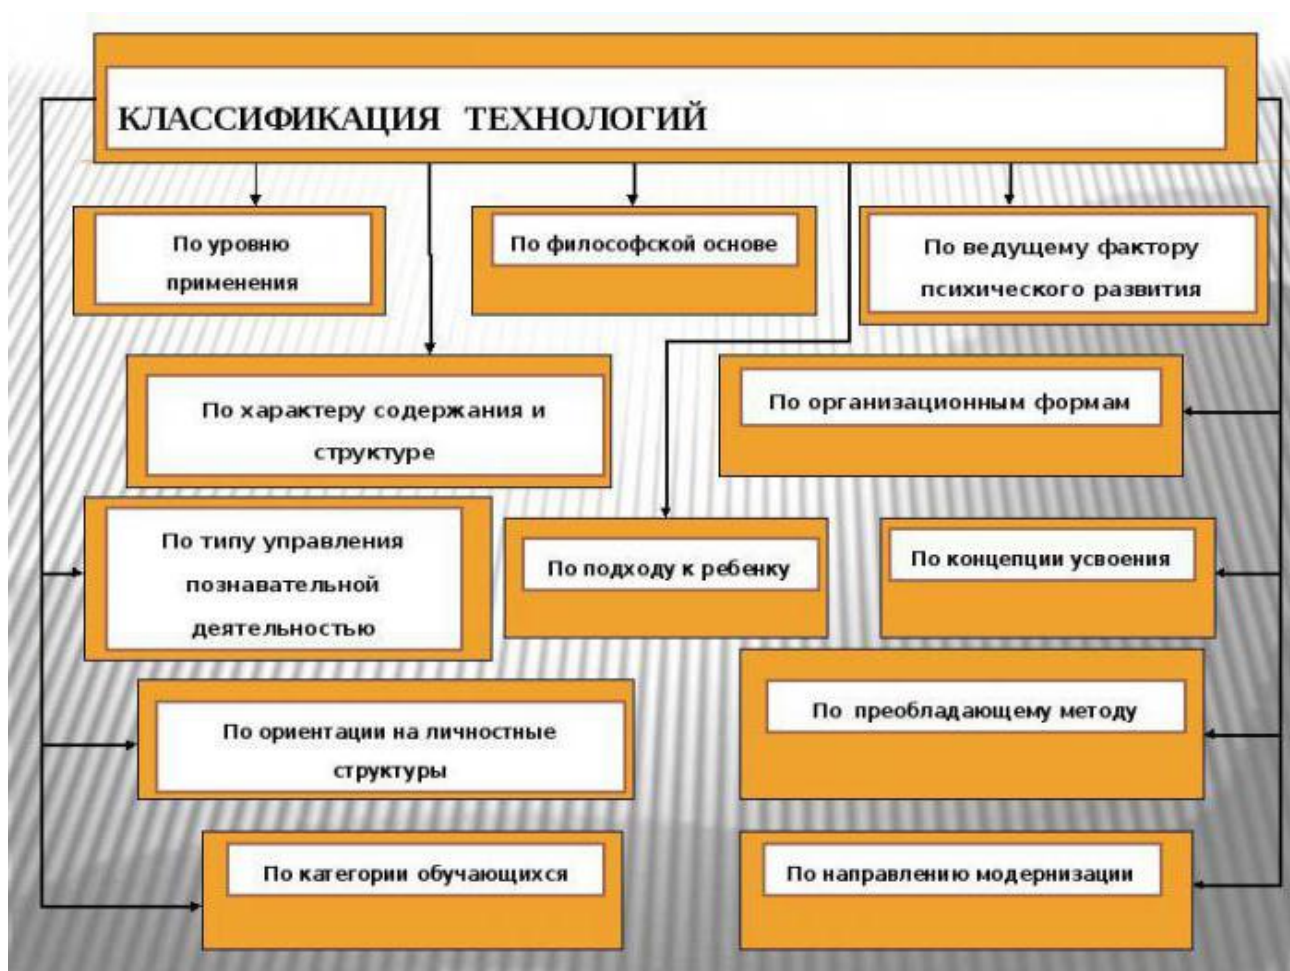 КЛАССИФИКАЦИЯ ТЕХНОЛОГИЙ
По уровню
применения
По философской основе
По ведущему фактору
психического развития
По характеру содержания и
структуре
По организационным формам
По типу управления
познавательной
деятельностью
По подходу к ребенку
По концепции усвоения
По ориентации на личностные
структуры
По преобладающему методу
По категории обучающихся
По направлению модернизации